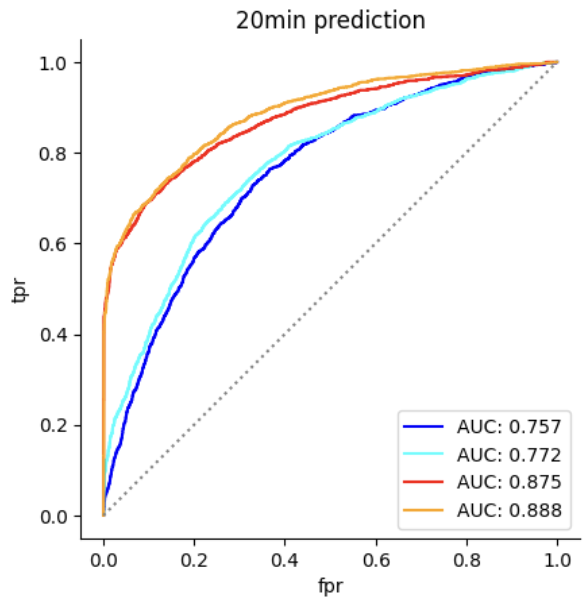 20min prediction
1.0
0.8
0.6
0.4
0.2
0.0
tpr
AUC: 0.757
AUC: 0.772
AUC: 0.875
AUC: 0.888
0.0 0.2 0.4 0.6 0.8 1.0
fpr